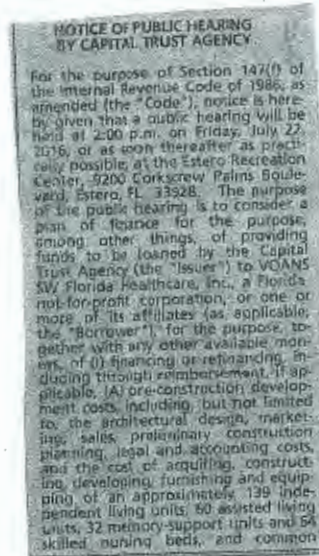 NOTICE OF PUBLIC HEARING
BY CAPITAL TRUST AGENCY
For the purpose of Section 147(f) of
the Internal Revenue Code of 1986, as
amended (the "Code"), notice is here-
by given that a public hearing will be
held at 2:00 p.m. on Friday, July 22,
2016, or as soon thereafter as practi-
cally possible, at the Estero Recreation
Center, 9200 Corkscrew Palms Boule-
vard, Estero, FL 33928. The purpose
of the public hearing is to consider a
plan of finance for the purpose,
among other things, of providing
funds to be loaned by the Capital
Trust Agency (the "Issuer") to VOANS
SW Florida Healthcare, Inc., a Florida
not-for-profit corporation, or one or
more of its affiliates (as applicable,
the "Borrower"), for the purpose, to-
gether with any other available mon-
ies, of (i) financing or refinancing, in-
cluding through reimbursement, if ap-
plicable, (A) pre-construction develop-
ment costs, including, but not limited
to, the architectural design, market-
ing, sales, preliminary construction
planning, legal and accounting costs,
and the cost of acquiring, construct-
ing, developing, furnishing and equip-
ping of an approximately 139 inde-
pendent living units, 60 assisted living
units, 32 memory-support units and 64
skilled nursing beds, and common